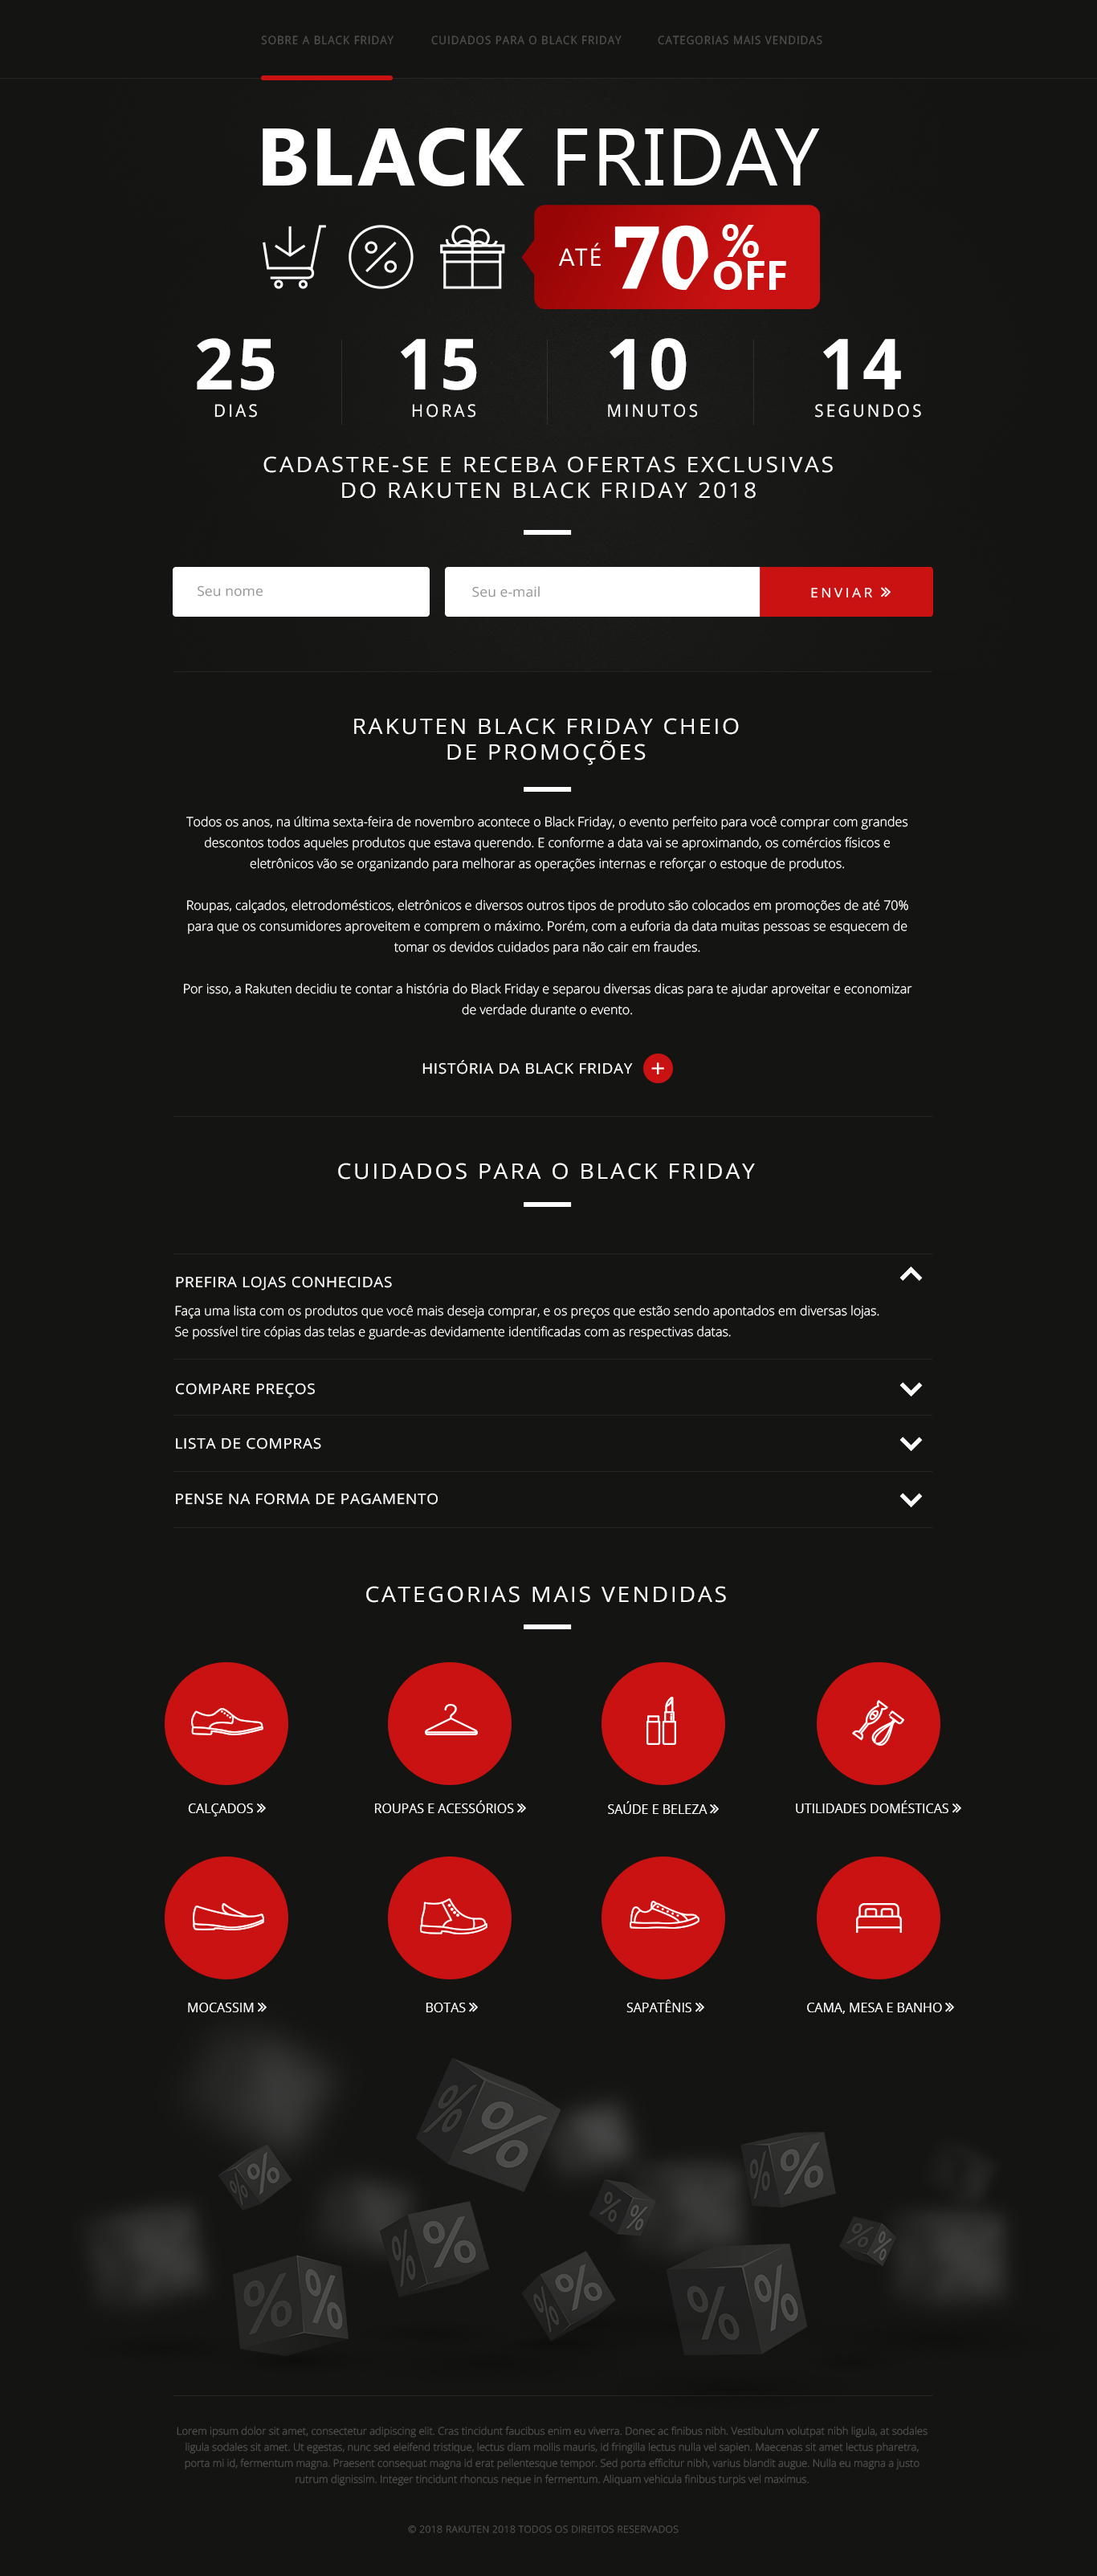 SOBRE A BLACK FRIDAY CUIDADOS PARA O BLACK FRIDAY CATEGORIAS MAIS VENDIDAS
BLACK FRIDAY
ATÉ 70% OFF
25 15 10 14
DIAS HORAS MINUTOS SEGUNDOS
CADASTRE-SE E RECEBA OFERTAS EXCLUSIVAS
DO RAKUTEN BLACK FRIDAY 2018
Seu nome Seu e-mail ENVIAR »
RAKUTEN BLACK FRIDAY CHEIO
DE PROMOÇÕES
Todos os anos, na última sexta-feira de novembro acontece o Black Friday, o evento perfeito para você comprar com grandes
descontos todos aqueles produtos que estava querendo. E conforme a data vai se aproximando, os comércios físicos e
eletrônicos vão se organizando para melhorar as operações internas e reforçar o estoque de produtos.
Roupas, calçados, eletrodomésticos, eletrônicos e diversos outros tipos de produto são colocados em promoções de até 70%
para que os consumidores aproveitem e comprem o máximo. Porém, com a euforia da data muitas pessoas se esquecem de
tomar os devidos cuidados para não cair em fraudes.
Por isso, a Rakuten decidiu te contar a história do Black Friday e separou diversas dicas para te ajudar aproveitar e economizar
de verdade durante o evento.
HISTÓRIA DA BLACK FRIDAY +
CUIDADOS PARA O BLACK FRIDAY
PREFIRA LOJAS CONHECIDAS
Faça uma lista com os produtos que você mais deseja comprar, e os preços que estão sendo apontados em diversas lojas.
Se possível tire cópias das telas e guarde-as devidamente identificadas com as respectivas datas.
COMPARE PREÇOS
LISTA DE COMPRAS
PENSE NA FORMA DE PAGAMENTO
CATEGORIAS MAIS VENDIDAS
CALÇADOS » ROUPAS E ACESSÓRIOS » SAÚDE E BELEZA » UTILIDADES DOMÉSTICAS »
MOCASSIM » BOTAS » SAPATÊNIS » CAMA, MESA E BANHO »
Lorem ipsum dolor sit amet, consectetur adipiscing elit. Cras tincidunt faucibus enim eu viverra. Donec ac finibus nibh. Vestibulum volutpat nibh ligula, at sodales
ligula sodales sit amet. Ut egestas, nunc sed eleifend tristique, lectus diam mollis mauris, id fringilla lectus nulla vel sapien. Maecenas sit amet lectus pharetra,
porta mi id, fermentum magna. Praesent consequat magna id erat pellentesque tempor. Sed porta efficitur nibh, varius blandit augue. Nulla eu magna a justo
rutrum dignissim. Integer tincidunt rhoncus neque in fermentum. Aliquam vehicula finibus turpis vel maximus.
© 2018 RAKUTEN 2018 TODOS OS DIREITOS RESERVADOS